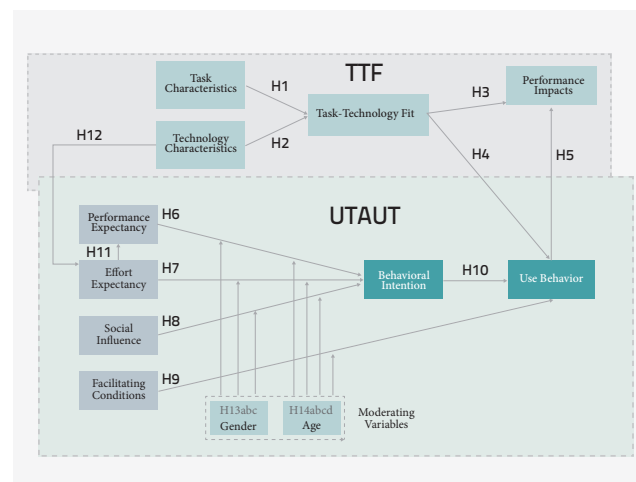 TTF
Task
Characteristics
H1
Performance
Impacts
H3
Task-Technology Fit
H12
Technology
Characteristics
H2
H4
H5
UTAUT
Performance
Expectancy
H6
H11
Effort
Expectancy
H7
Behavioral
Intention
H10
Use Behavior
Social
Influence
H8
Facilitating
Conditions
H9
H13abc
Gender
H14abcd
Age
Moderating
Variables